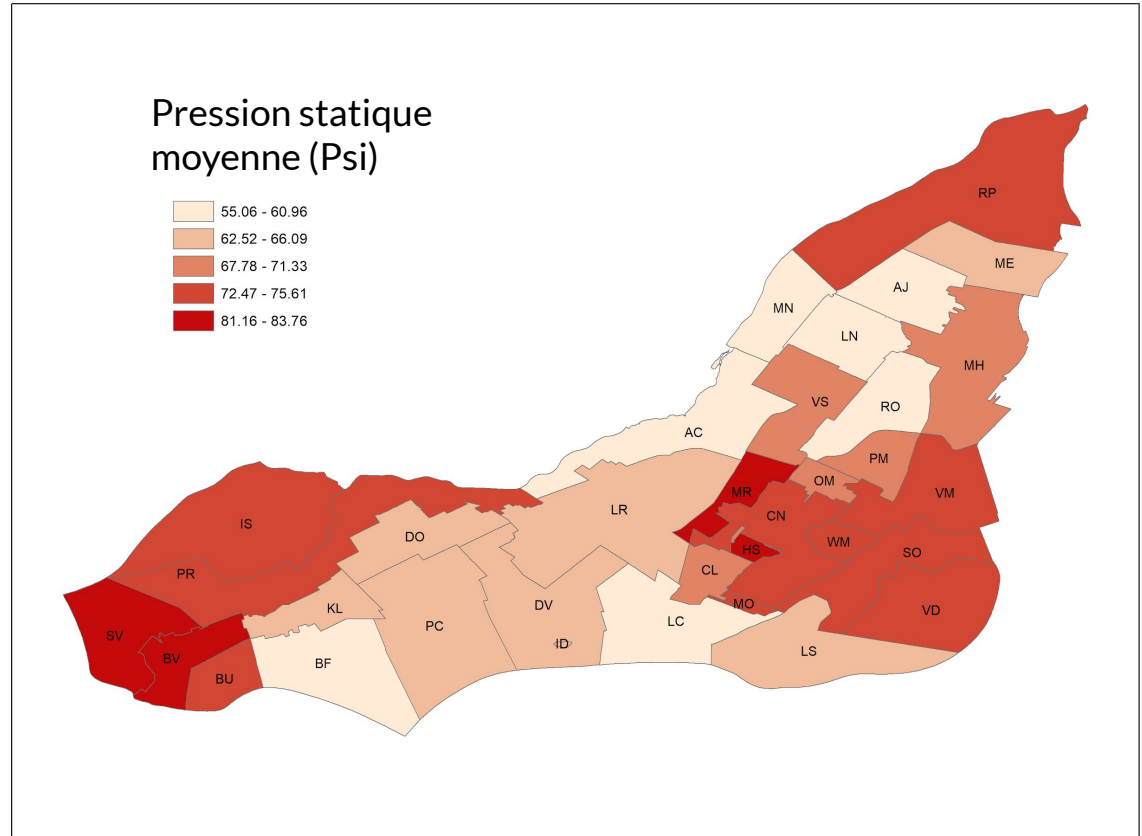 Pression statique
moyenne (Psi)
55.06 - 60.96
62.52 - 66.09
67.78 - 71.33
72.47 - 75.61
81.16 - 83.76
RP
ME
AJ
MN
LN
MH
VS
RO
AC
PM
OM
MR
VM
LR
CN
IS
DO
WM
HS
SO
CL
PR
KL
DV
MO
VD
PC
LC
SV
ID
LS
BV
BF
BU